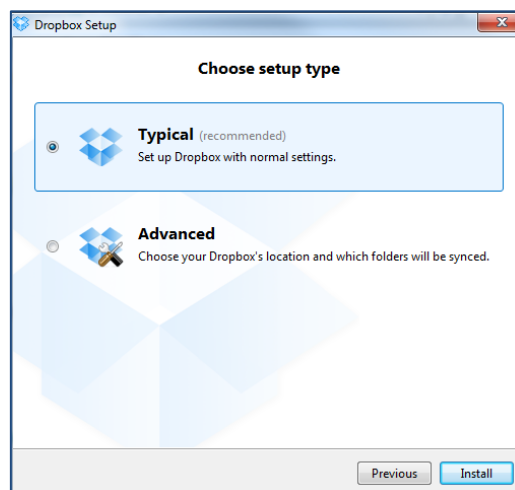 Dropbox Setup
Choose setup type
Typical (recommended)
Set up Dropbox with normal settings.
Advanced
Choose your Dropbox's location and which folders will be synced.
Previous Install